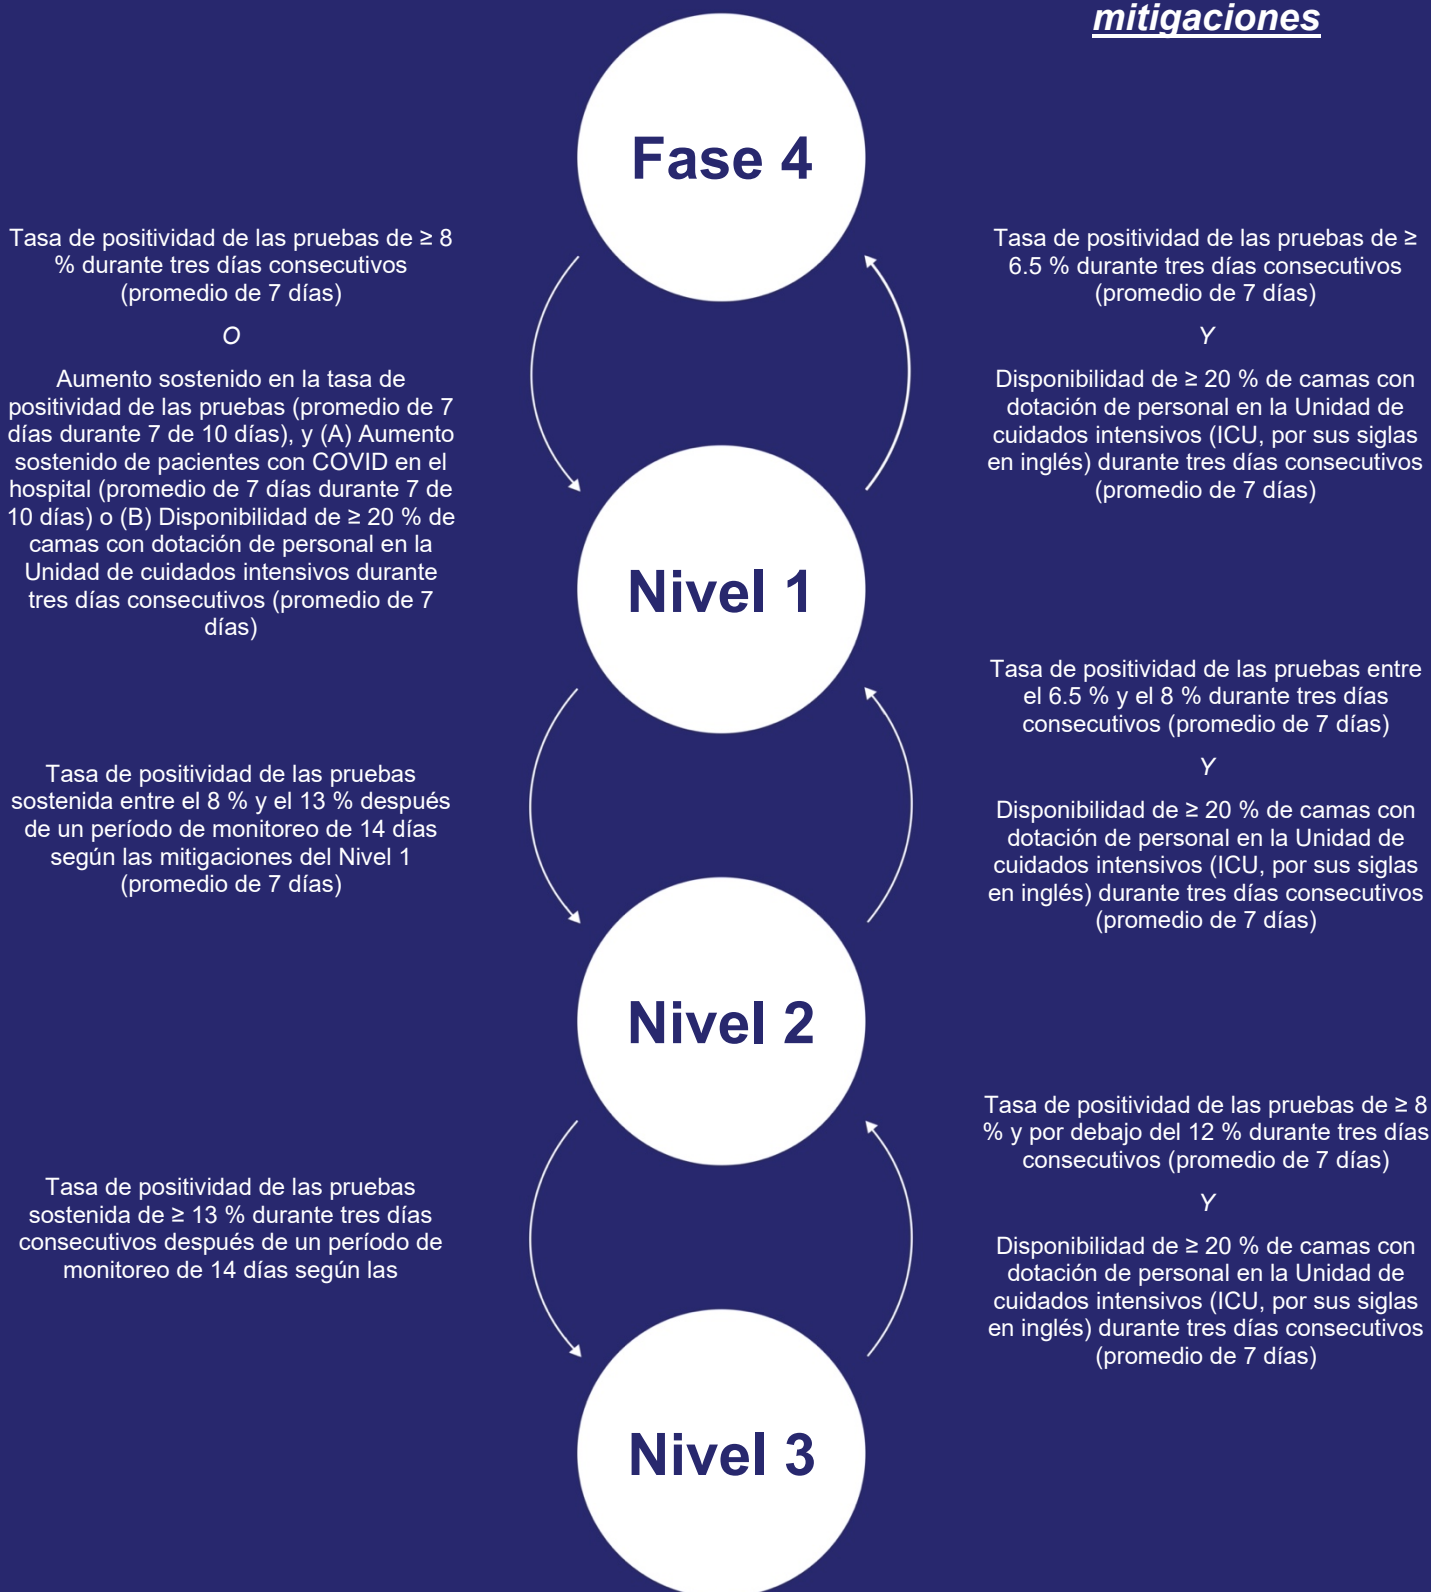 mitigaciones
Fase 4
Tasa de positividad de las pruebas de ≥ 8
% durante tres días consecutivos
(promedio de 7 días)
O
Aumento sostenido en la tasa de
positividad de las pruebas (promedio de 7
días durante 7 de 10 días), y (A) Aumento
sostenido de pacientes con COVID en el
hospital (promedio de 7 días durante 7 de
10 días) o (B) Disponibilidad de ≥ 20 % de
camas con dotación de personal en la
Unidad de cuidados intensivos durante
tres días consecutivos (promedio de 7
días)
Tasa de positividad de las pruebas de ≥
6.5 % durante tres días consecutivos
(promedio de 7 días)
Y
Disponibilidad de ≥ 20 % de camas con
dotación de personal en la Unidad de
cuidados intensivos (ICU, por sus siglas
en inglés) durante tres días consecutivos
(promedio de 7 días)
Nivel 1
Tasa de positividad de las pruebas
sostenida entre el 8 % y el 13 % después
de un período de monitoreo de 14 días
según las mitigaciones del Nivel 1
(promedio de 7 días)
Tasa de positividad de las pruebas entre
el 6.5 % y el 8 % durante tres días
consecutivos (promedio de 7 días)
Y
Disponibilidad de ≥ 20 % de camas con
dotación de personal en la Unidad de
cuidados intensivos (ICU, por sus siglas
en inglés) durante tres días consecutivos
(promedio de 7 días)
Nivel 2
Tasa de positividad de las pruebas
sostenida de ≥ 13 % durante tres días
consecutivos después de un período de
monitoreo de 14 días según las
Tasa de positividad de las pruebas de ≥ 8
% y por debajo del 12 % durante tres días
consecutivos (promedio de 7 días)
Y
Disponibilidad de ≥ 20 % de camas con
dotación de personal en la Unidad de
cuidados intensivos (ICU, por sus siglas
en inglés) durante tres días consecutivos
(promedio de 7 días)
Nivel 3